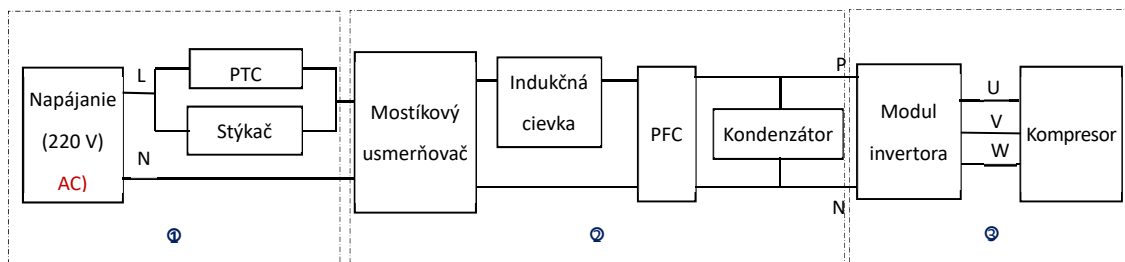 Napájanie
(220 V)
AC)
L
N
PTC
Stýkač
①
Mostíkový
usmerňovač
Indukčná
cievka
PFC
Kondenzátor
P
N
②
Modul
invertora
U
V
W
Kompresor
③